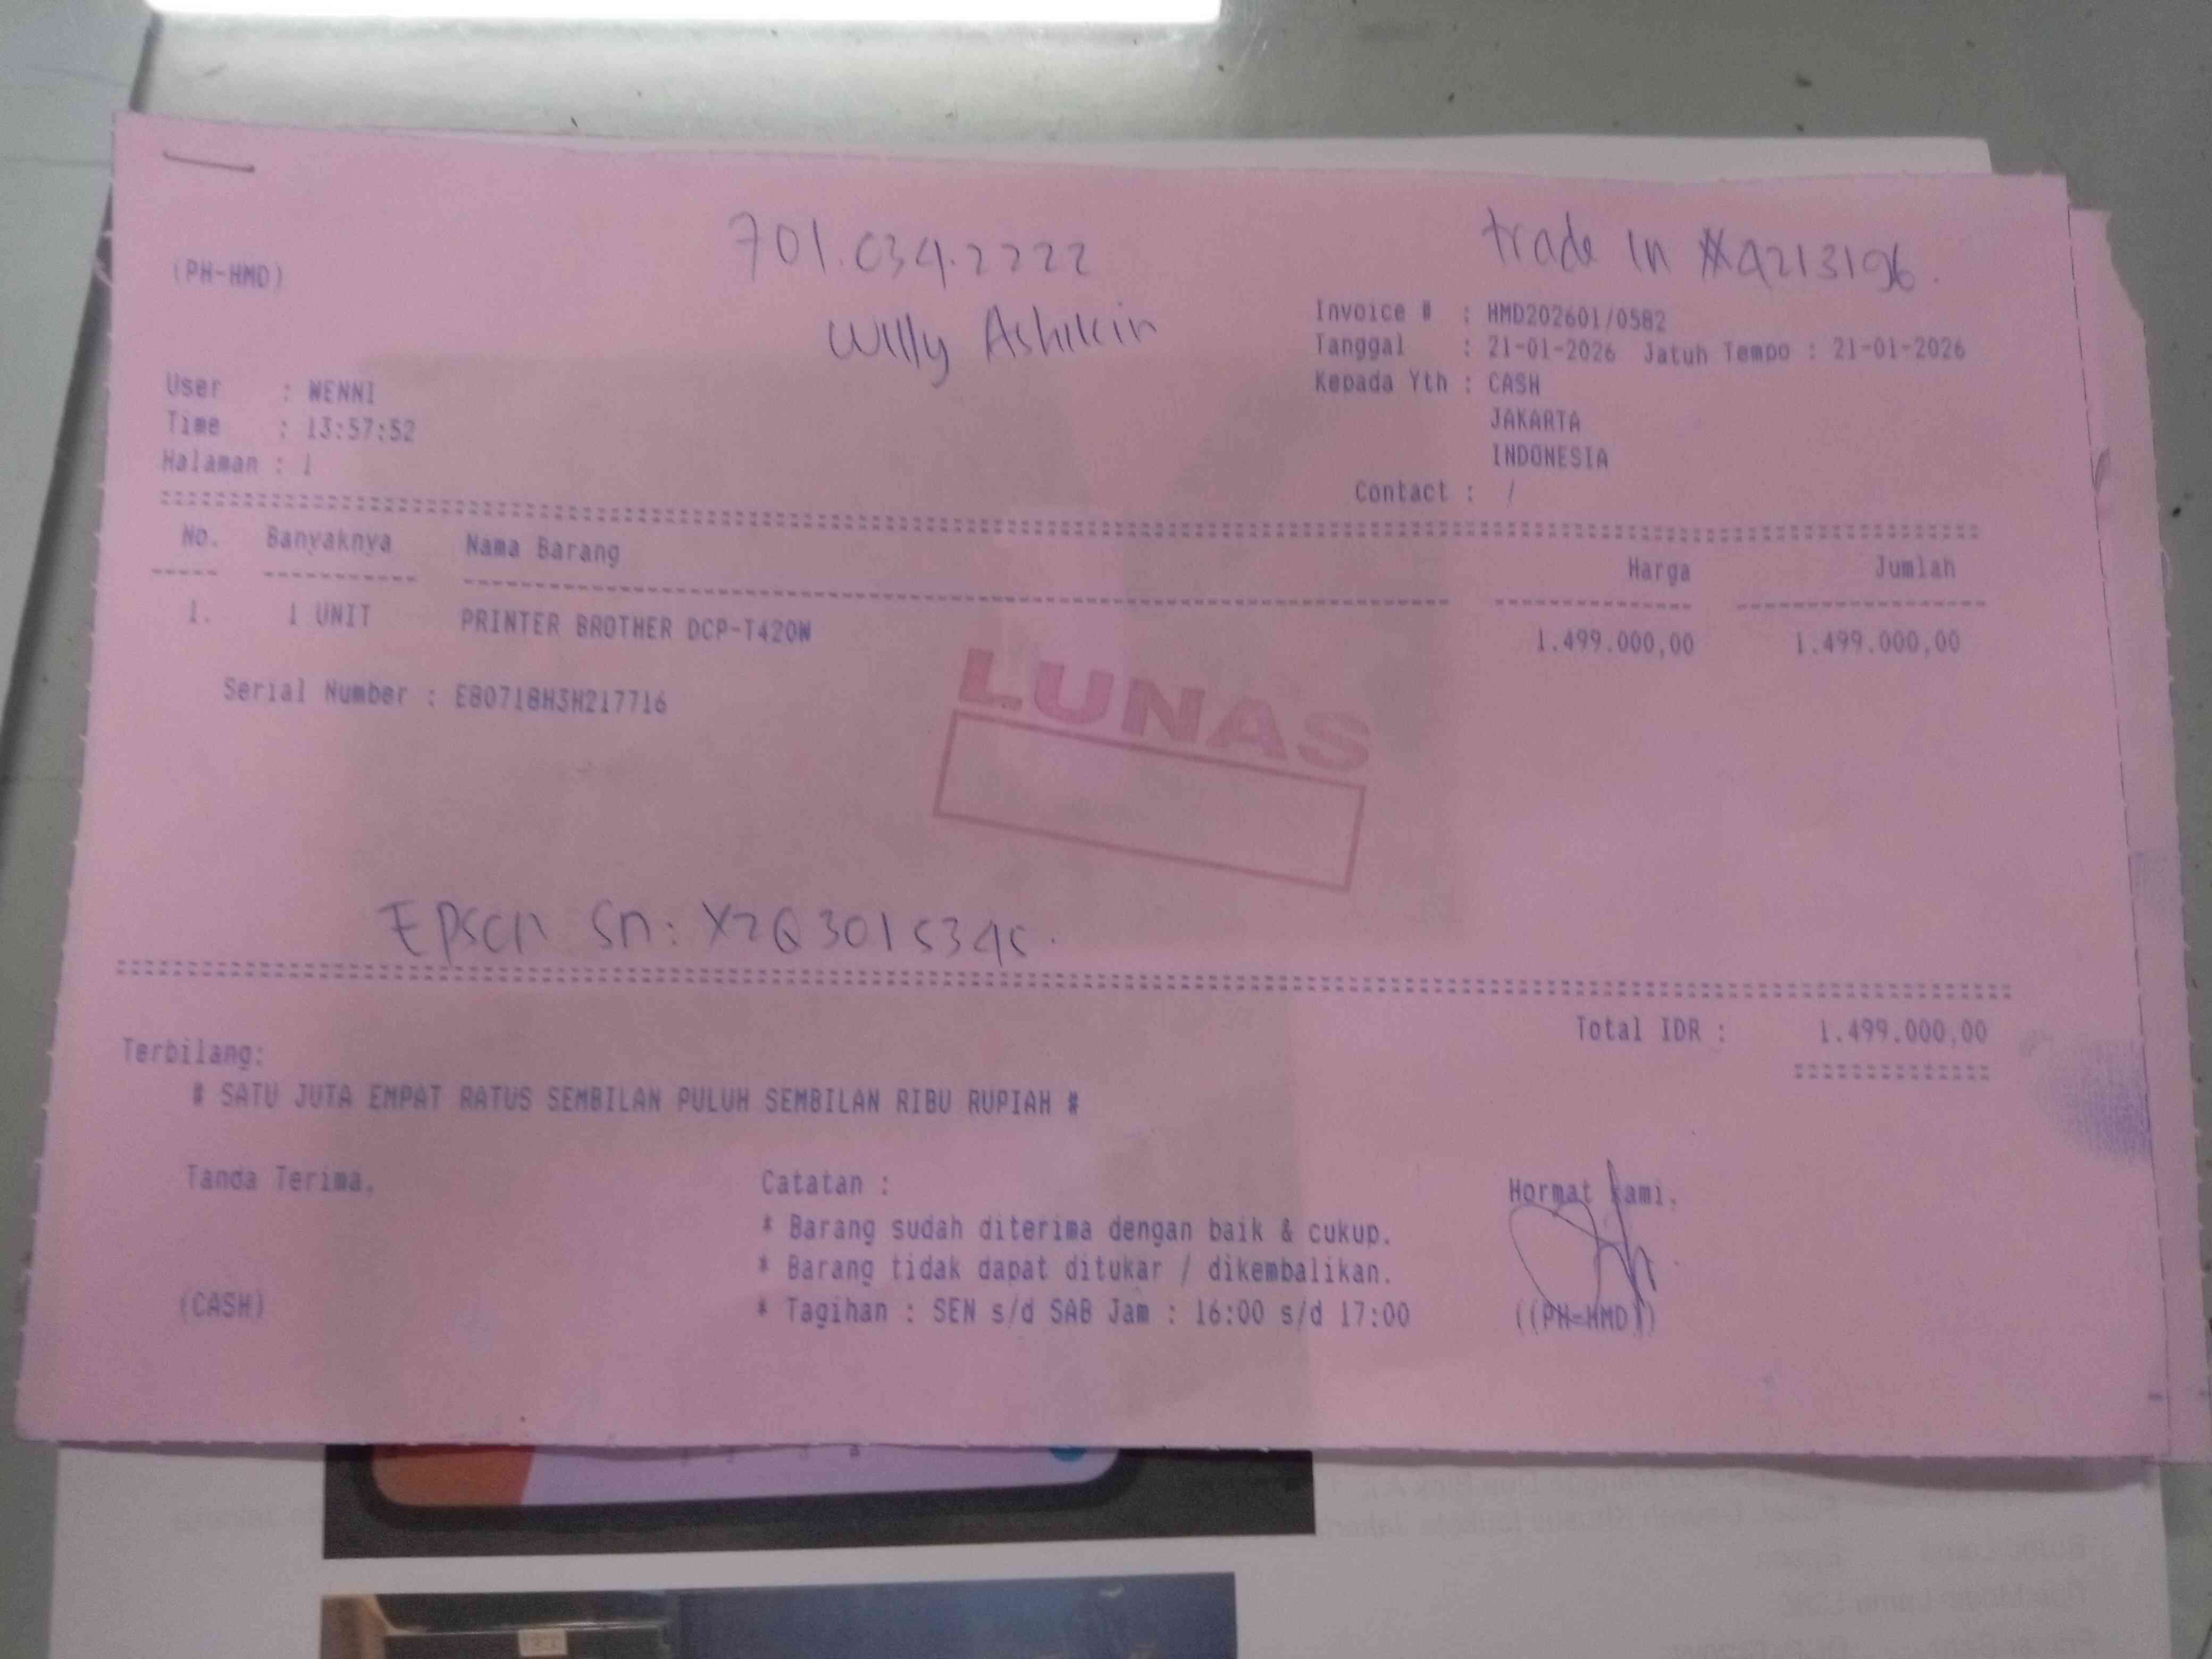 701.034.2222
trade in #9213196.
(PH-HMD)
Willy Ashikin
Invoice # : HMD202601/0582
Tanggal : 21-01-2026 Jatuh Tempo : 21-01-2026
Kepada Yth : CASH
JAKARTA
INDONESIA
Contact : /
User : WENNI
Time : 13:57:52
Halaman : 1
No. Banyaknya Nama Barang Harga Jumlah
1. 1 UNIT PRINTER BROTHER DCP-T420W 1.499.000,00 1.499.000,00
Serial Number : E80718H3H217716
LUNAS
EPSON SN: X2Q3015345.
Total IDR : 1.499.000,00
Terbilang:
# SATU JUTA EMPAT RATUS SEMBILAN PULUH SEMBILAN RIBU RUPIAH #
Tanda Terima,
Catatan :
Hormat kami,
* Barang sudah diterima dengan baik & cukup.
* Barang tidak dapat ditukar / dikembalikan.
* Tagihan : SEN s/d SAB Jam : 16:00 s/d 17:00
(CASH)
((PH-HMD))